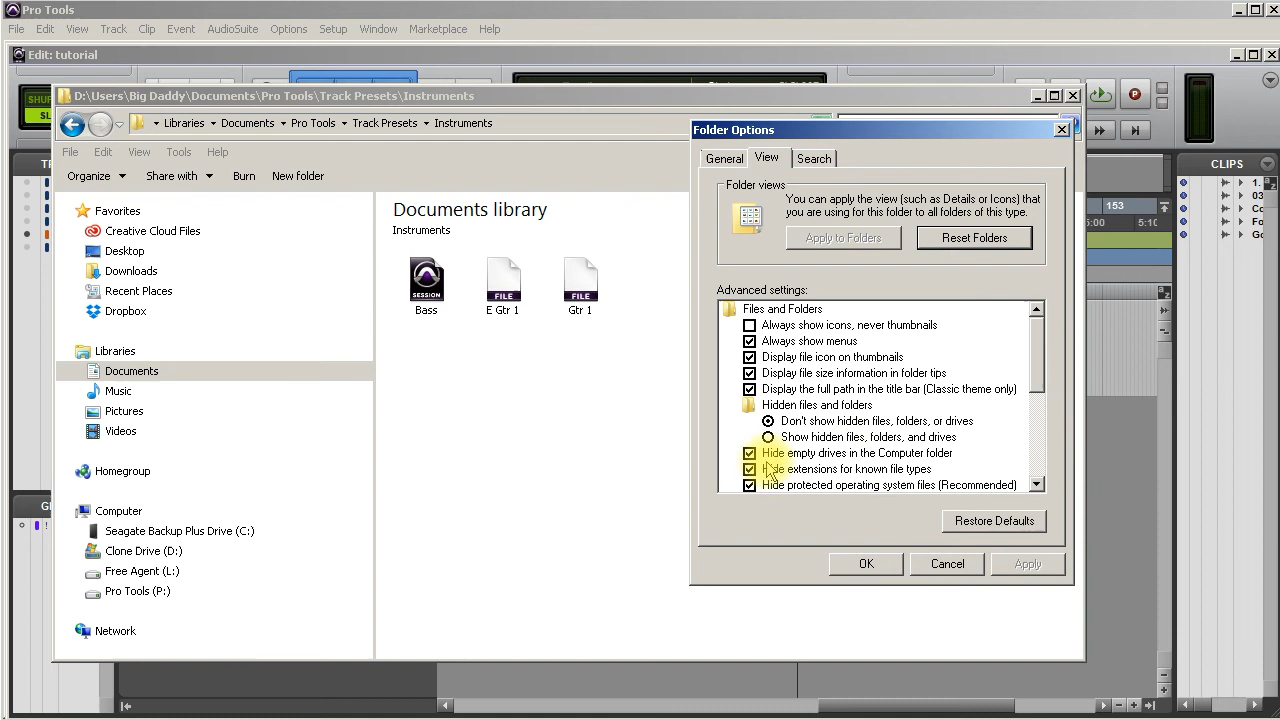 Pro Tools
File Edit View Track Clip Event AudioSuite Options Setup Window Marketplace Help
Edit: tutorial
D:\Users\Big Daddy\Documents\Pro Tools\Track Presets\Instruments
Libraries Documents Pro Tools Track Presets Instruments
File Edit View Tools Help
Organize Share with Burn New folder
Favorites
Creative Cloud Files
Desktop
Downloads
Recent Places
Dropbox
Libraries
Documents
Music
Pictures
Videos
Homegroup
Computer
Seagate Backup Plus Drive (C:)
Clone Drive (D:)
Free Agent (L:)
Pro Tools (P:)
Network
Documents library
Instruments
SESSION FILE FILE
Bass E Gtr 1 Gtr 1
Folder Options
General View Search
Folder views
You can apply the view (such as Details or Icons) that
you are using for this folder to all folders of this type.
Apply to Folders Reset Folders
Advanced settings:
Files and Folders
Always show icons, never thumbnails
Always show menus
Display file icon on thumbnails
Display file size information in folder tips
Display the full path in the title bar (Classic theme only)
Hidden files and folders
Don't show hidden files, folders, or drives
Show hidden files, folders, and drives
Hide empty drives in the Computer folder
Hide extensions for known file types
Hide protected operating system files (Recommended)
Restore Defaults
OK Cancel Apply
CLIPS
1.
03
Co
Fo
Go
153
5:00 5:10